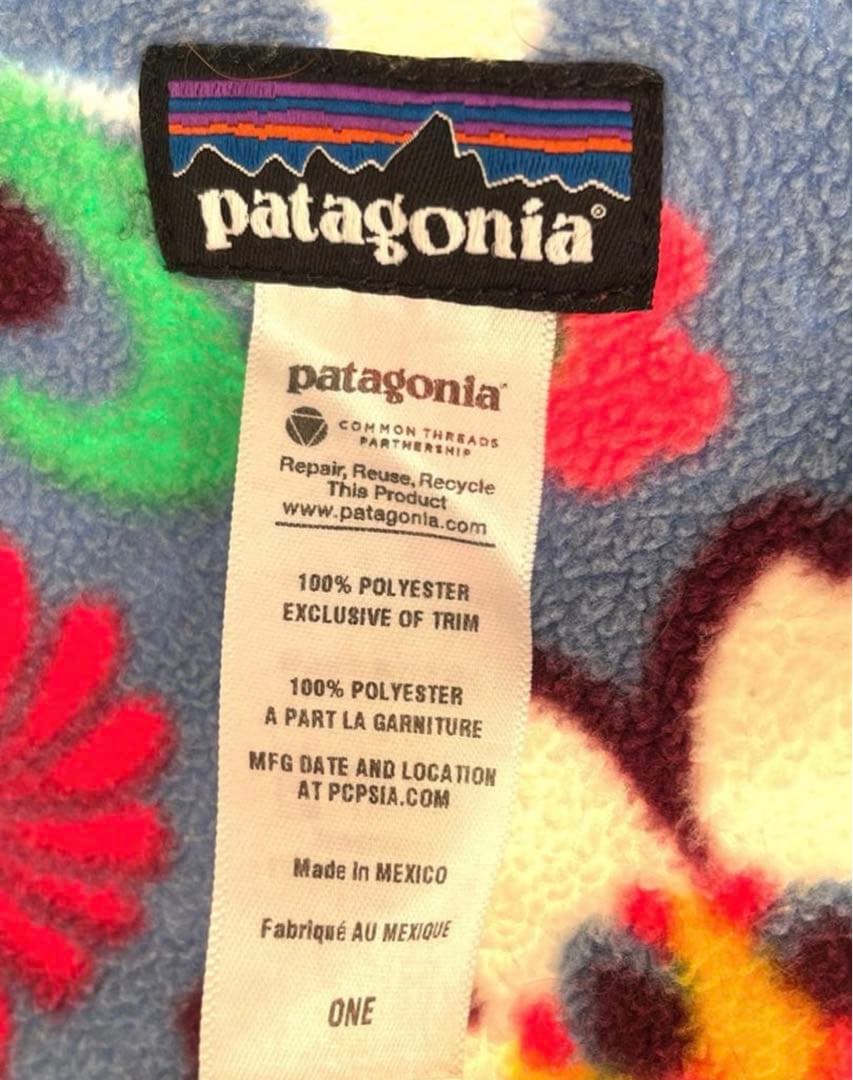 patagonia®
patagonia
COMMON THREADS
PARTNERSHIP
Repair, Reuse, Recycle
This Product
www.patagonia.com
100% POLYESTER
EXCLUSIVE OF TRIM
100% POLYESTER
A PART LA GARNITURE
MFG DATE AND LOCATION
AT PCPSIA.COM
Made in MEXICO
Fabriqué AU MEXIQUE
ONE